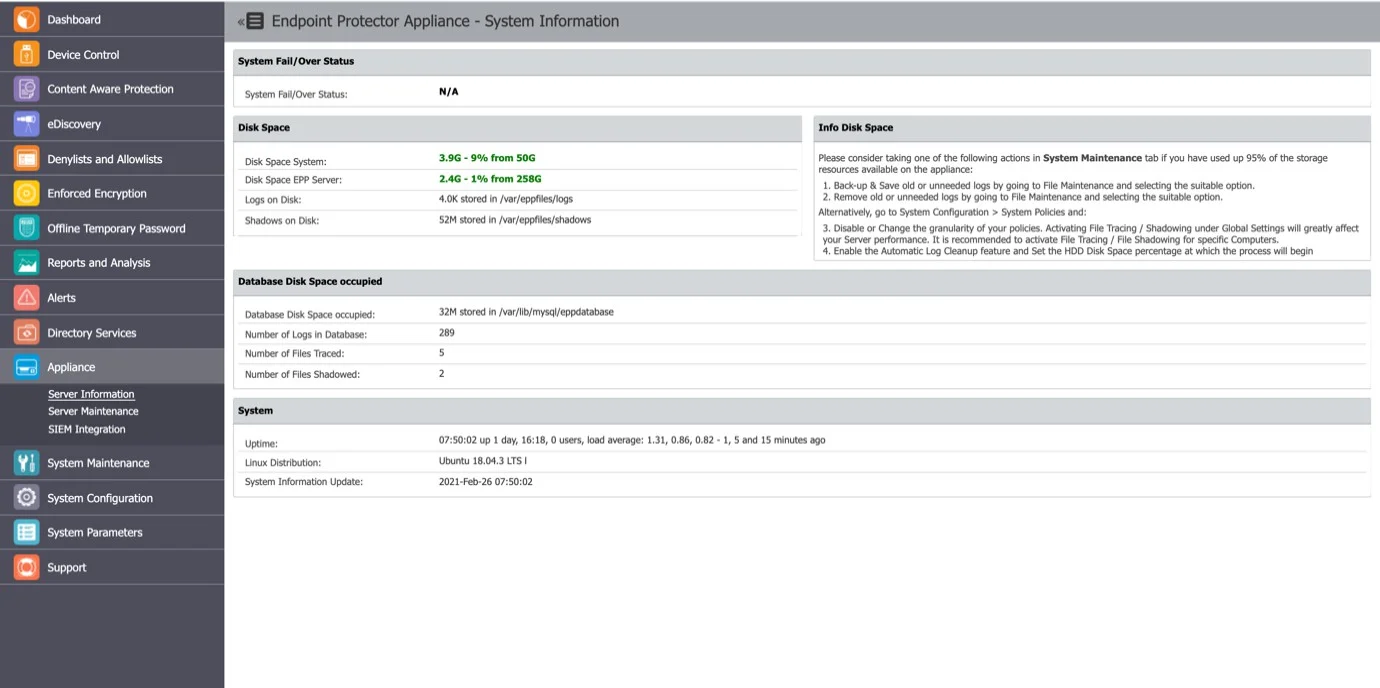 Dashboard
Device Control
Content Aware Protection
eDiscovery
Denylists and Allowlists
Enforced Encryption
Offline Temporary Password
Reports and Analysis
Alerts
Directory Services
Appliance
Server Information
Server Maintenance
SIEM Integration
System Maintenance
System Configuration
System Parameters
Support
Endpoint Protector Appliance - System Information
System Fail/Over Status
System Fail/Over Status: N/A
Disk Space
Disk Space System: 3.9G - 9% from 50G
Disk Space EPP Server: 2.4G - 1% from 258G
Logs on Disk: 4.0K stored in /var/eppfiles/logs
Shadows on Disk: 52M stored in /var/eppfiles/shadows
Info Disk Space
Please consider taking one of the following actions in System Maintenance tab if you have used up 95% of the storage
resources available on the appliance:
1. Back-up & Save old or unneeded logs by going to File Maintenance and selecting the suitable option.
2. Remove old or unneeded logs by going to File Maintenance and selecting the suitable option.
Alternatively, go to System Configuration > System Policies and:
3. Disable or Change the granularity of your policies. Activating File Tracing / Shadowing under Global Settings will greatly affect
your Server performance. It is recommended to activate File Tracing / File Shadowing for specific Computers.
4. Enable the Automatic Log Cleanup feature and Set the HDD Disk Space percentage at which the process will begin
Database Disk Space occupied
Database Disk Space occupied: 32M stored in /var/lib/mysql/eppdatabase
Number of Logs in Database: 289
Number of Files Traced: 5
Number of Files Shadowed: 2
System
Uptime: 07:50:02 up 1 day, 16:18, 0 users, load average: 1.31, 0.86, 0.82 - 1, 5 and 15 minutes ago
Linux Distribution: Ubuntu 18.04.3 LTS l
System Information Update: 2021-Feb-26 07:50:02